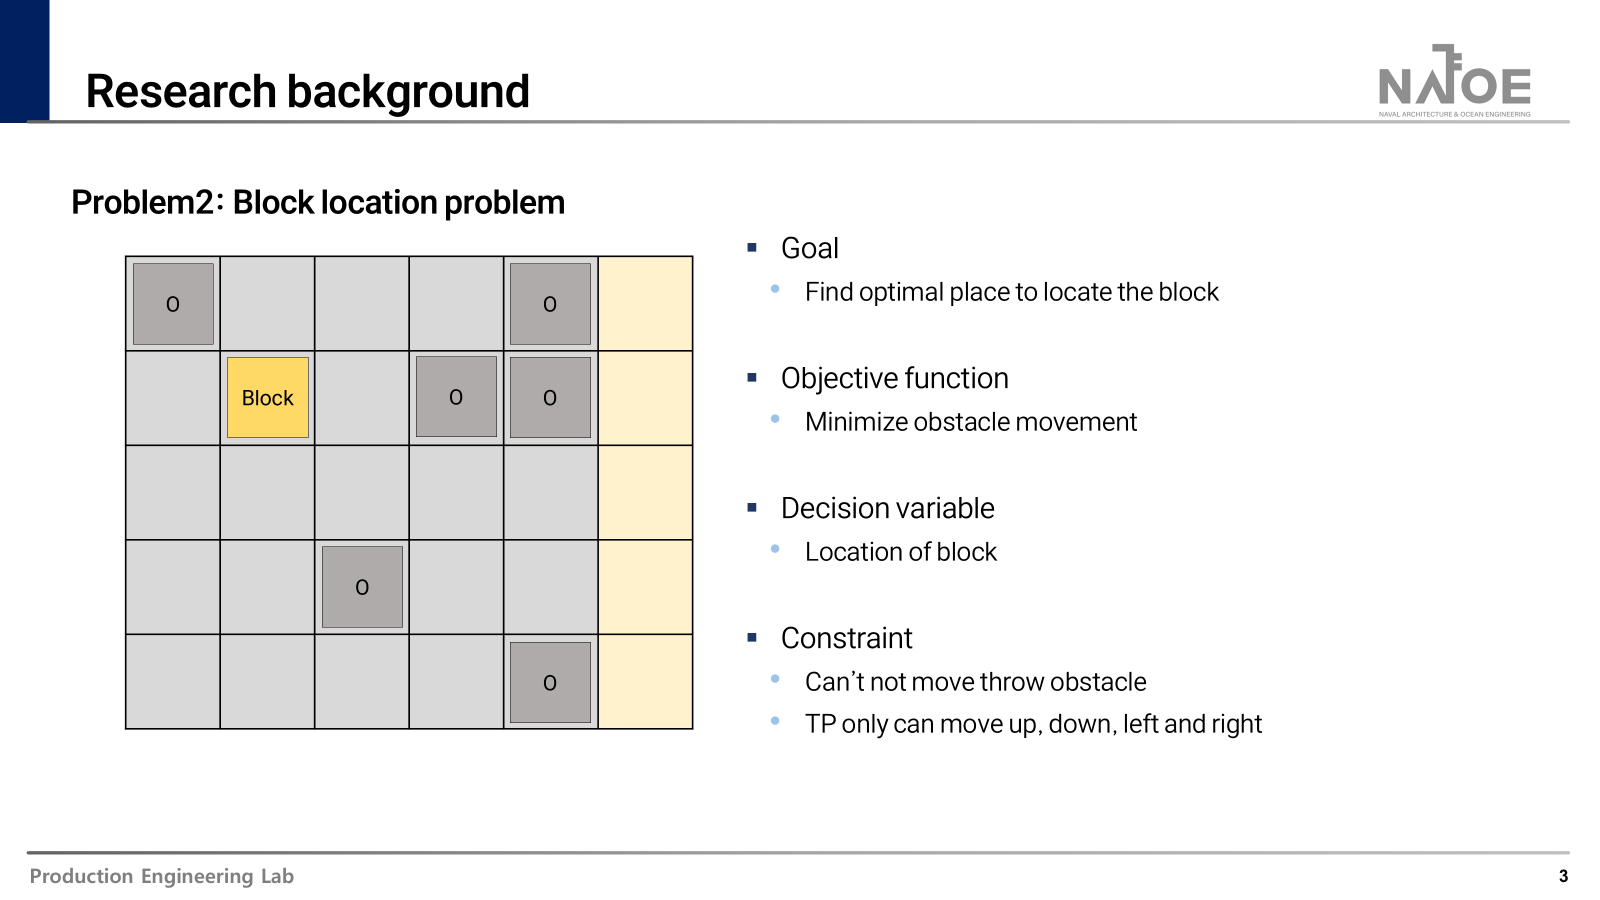 Research background
NATOE
NAVAL ARCHITECTURE & OCEAN ENGINEERING
Problem2: Block location problem
O
O
Block
O
O
O
O
▪ Goal
• Find optimal place to locate the block
▪ Objective function
• Minimize obstacle movement
▪ Decision variable
• Location of block
▪ Constraint
• Can’t not move throw obstacle
• TP only can move up, down, left and right
Production Engineering Lab
3